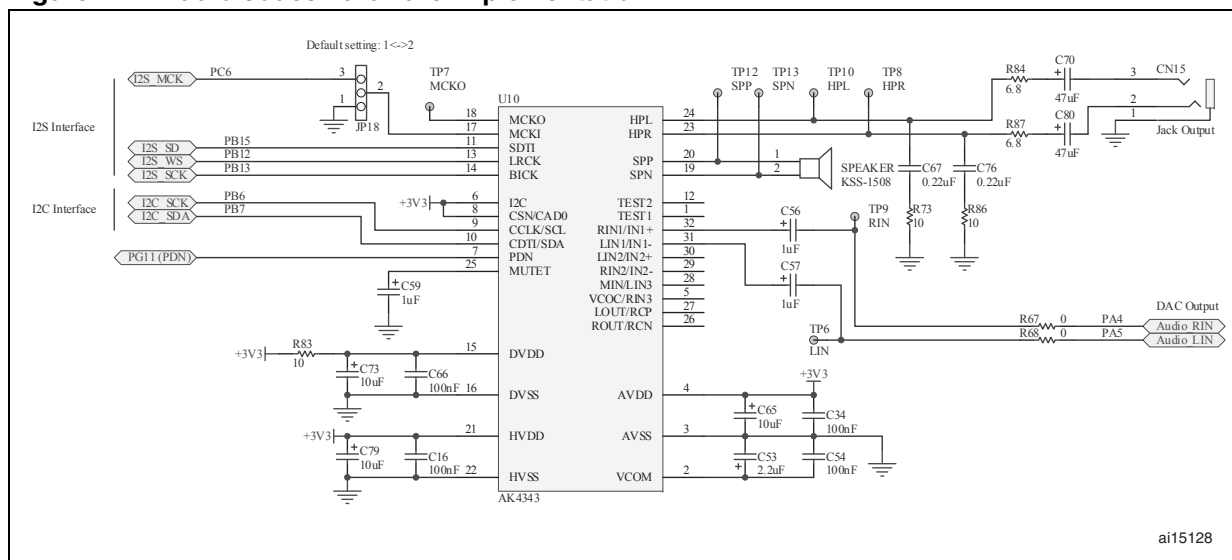 Default setting: 1<->2
I2S Interface
I2S_MCK PC6
3
2
1
JP18
TP7
MCKO
I2S_SD PB15
I2S_WS PB12
I2S_SCK PB13
I2C Interface
I2C_SCK PB6
I2C_SDA PB7
PG11 (PDN)
+3V3
C59
1uF
+3V3
R83
10
C73
10uF
C66
100nF
+3V3
C79
10uF
C16
100nF
U10
18 MCKO
17 MCKI
11 SDTI
13 LRCK
14 BICK
6 I2C
8 CSN/CAD0
9 CCLK/SCL
10 CDTI/SDA
7 PDN
25 MUTET
15 DVDD
16 DVSS
21 HVDD
22 HVSS
HPL 24
HPR 23
SPP 20
SPN 19
TEST2 12
TEST1 1
RIN1/IN1+ 32
LIN1/IN1- 31
LIN2/IN2+ 30
RIN2/IN2- 29
MIN/LIN3 28
VCOC/RIN3 5
LOUT/RCP 27
ROUT/RCN 26
AVDD 4
AVSS 3
VCOM 2
AK4343
TP12
SPP
TP13
SPN
TP10
HPL
TP8
HPR
R84
6.8
C70
47uF
R87
6.8
C80
47uF
3
2
1
CN15
Jack Output
1
2
SPEAKER
KSS-1508
C67
0.22uF
C76
0.22uF
R73
10
R86
10
C56
1uF
C57
1uF
TP9
RIN
TP6
LIN
DAC Output
R67 0 PA4 Audio_RIN
R68 0 PA5 Audio_LIN
+3V3
C65
10uF
C34
100nF
C53
2.2uF
C54
100nF
ai15128